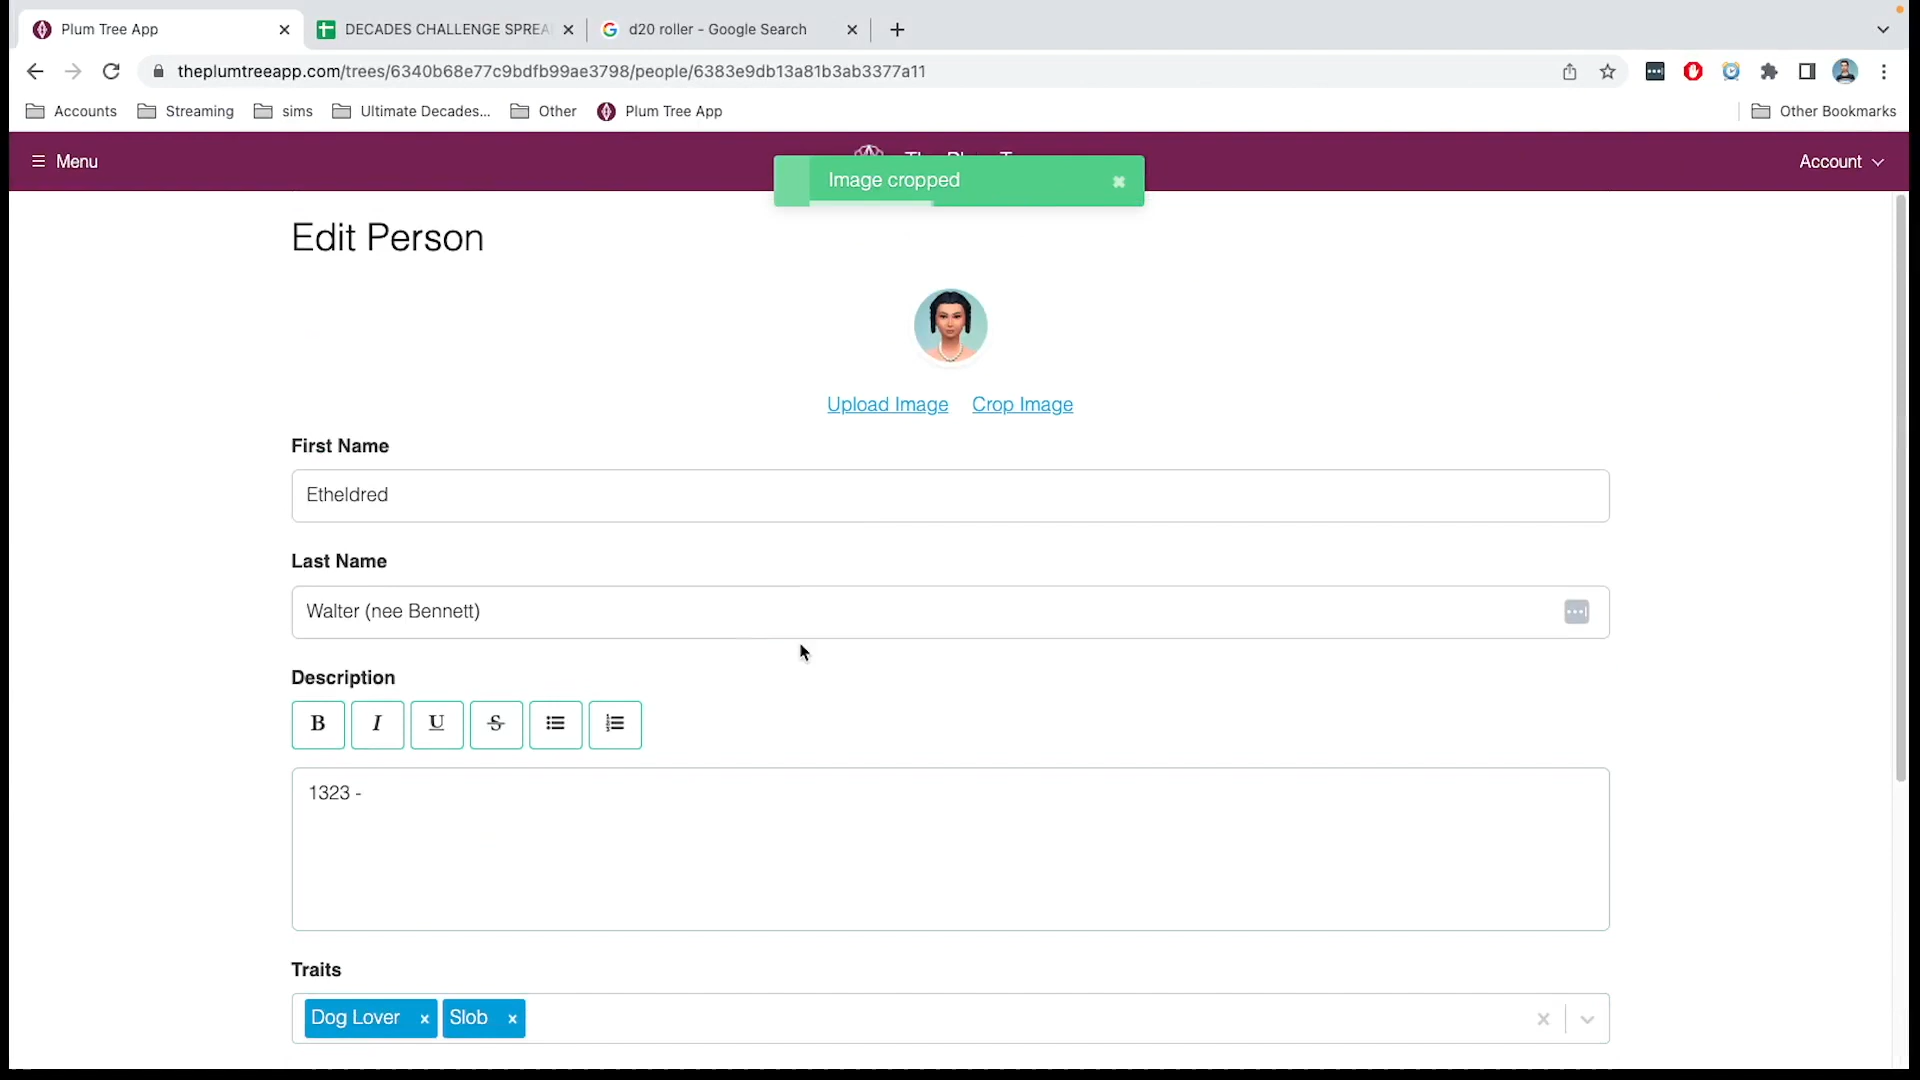 Plum Tree App
DECADES CHALLENGE SPREA
d20 roller - Google Search
theplumtreeapp.com/trees/6340b68e77c9bdfb99ae3798/people/6383e9db13a81b3ab3377a11
Accounts
Streaming
sims
Ultimate Decades...
Other
Plum Tree App
Other Bookmarks
Menu
Account
Image cropped
Edit Person
Upload Image
Crop Image
First Name
Etheldred
Last Name
Walter (nee Bennett)
Description
B I U S
1323 -
Traits
Dog Lover × Slob ×